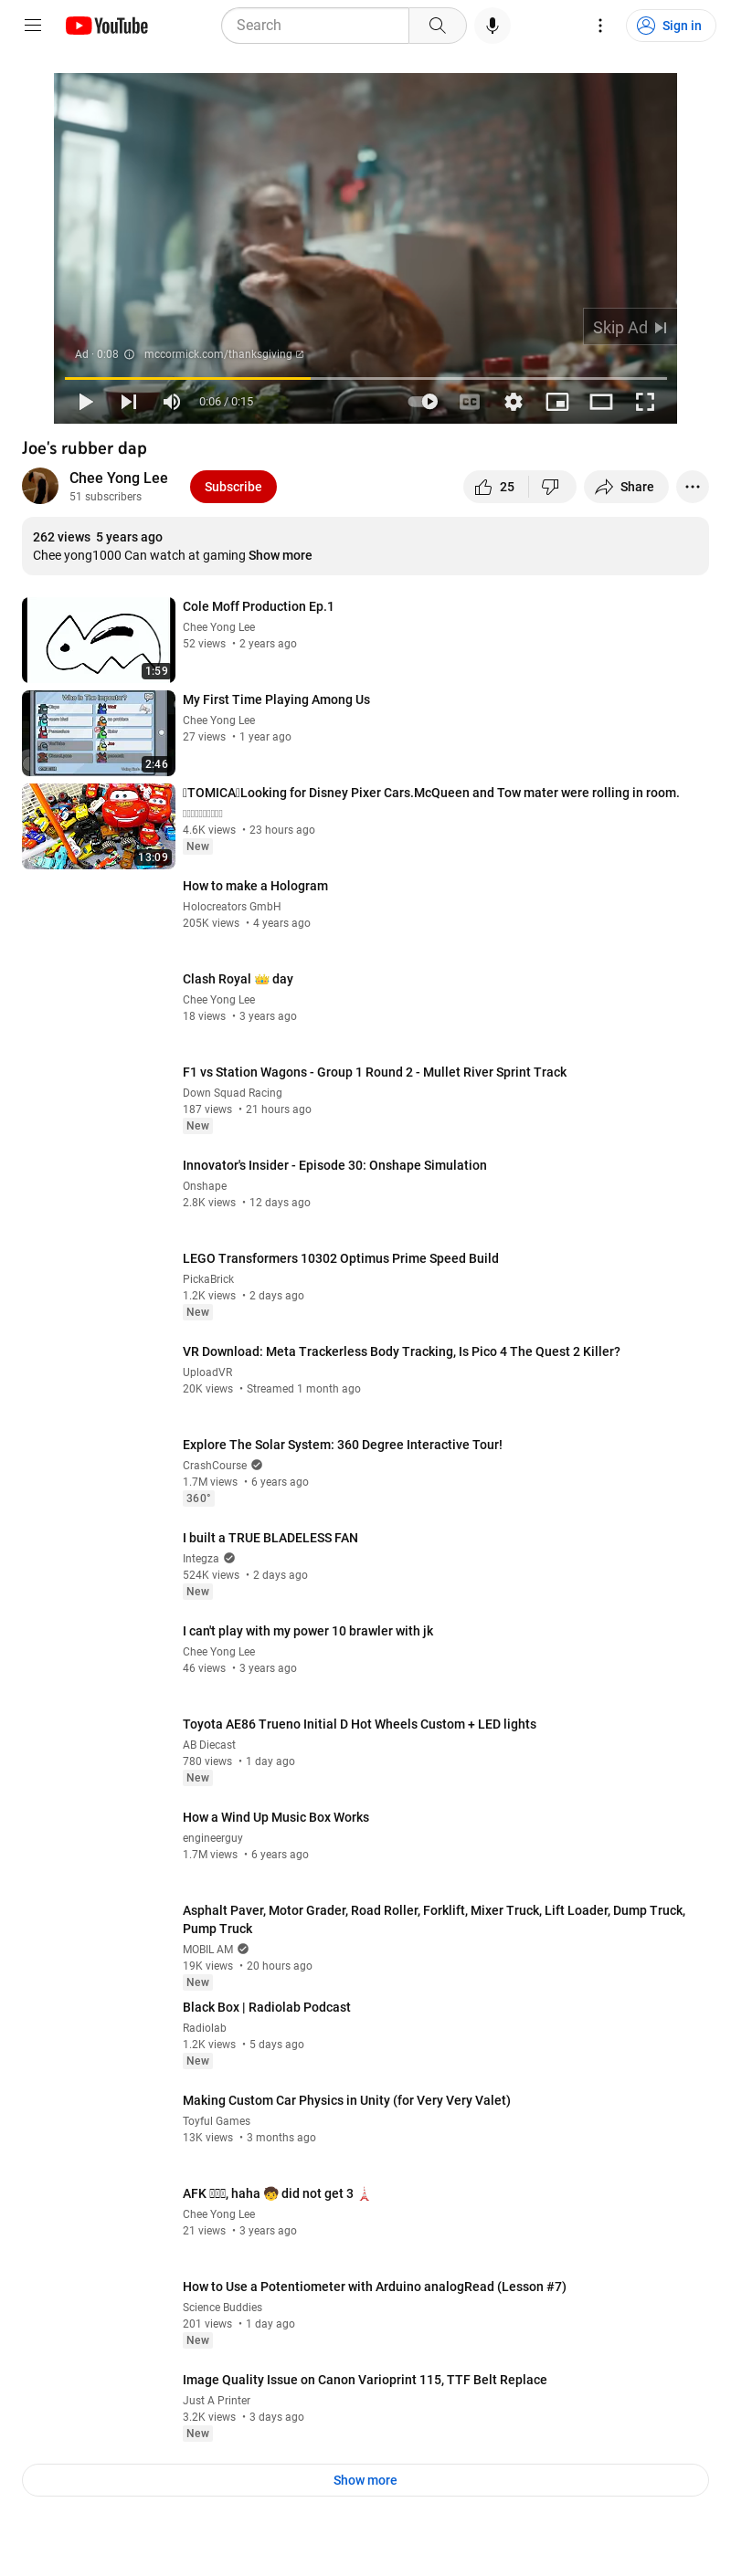 YouTube
Search
Sign in
Skip Ad
Ad · 0:08 mccormick.com/thanksgiving
0:06 / 0:15
CC
Joe's rubber dap
Chee Yong Lee
51 subscribers
Subscribe
25
Share
262 views 5 years ago
Chee yong1000 Can watch at gaming Show more
Cole Moff Production Ep.1
Chee Yong Lee
52 views • 2 years ago
1:59
My First Time Playing Among Us
Chee Yong Lee
27 views • 1 year ago
Who Is The Impostor?
2:46
TOMICA Looking for Disney Pixer Cars.McQueen and Tow mater were rolling in room.
4.6K views • 23 hours ago
New
13:09
How to make a Hologram
Holocreators GmbH
205K views • 4 years ago
Clash Royal 👑 day
Chee Yong Lee
18 views • 3 years ago
F1 vs Station Wagons - Group 1 Round 2 - Mullet River Sprint Track
Down Squad Racing
187 views • 21 hours ago
New
Innovator's Insider - Episode 30: Onshape Simulation
Onshape
2.8K views • 12 days ago
LEGO Transformers 10302 Optimus Prime Speed Build
PickaBrick
1.2K views • 2 days ago
New
VR Download: Meta Trackerless Body Tracking, Is Pico 4 The Quest 2 Killer?
UploadVR
20K views • Streamed 1 month ago
Explore The Solar System: 360 Degree Interactive Tour!
CrashCourse
1.7M views • 6 years ago
360°
I built a TRUE BLADELESS FAN
Integza
524K views • 2 days ago
New
I can't play with my power 10 brawler with jk
Chee Yong Lee
46 views • 3 years ago
Toyota AE86 Trueno Initial D Hot Wheels Custom + LED lights
AB Diecast
780 views • 1 day ago
New
How a Wind Up Music Box Works
engineerguy
1.7M views • 6 years ago
Asphalt Paver, Motor Grader, Road Roller, Forklift, Mixer Truck, Lift Loader, Dump Truck,
Pump Truck
MOBIL AM
19K views • 20 hours ago
New
Black Box | Radiolab Podcast
Radiolab
1.2K views • 5 days ago
New
Making Custom Car Physics in Unity (for Very Very Valet)
Toyful Games
13K views • 3 months ago
AFK , haha 🧒 did not get 3 🗼
Chee Yong Lee
21 views • 3 years ago
How to Use a Potentiometer with Arduino analogRead (Lesson #7)
Science Buddies
201 views • 1 day ago
New
Image Quality Issue on Canon Varioprint 115, TTF Belt Replace
Just A Printer
3.2K views • 3 days ago
New
Show more